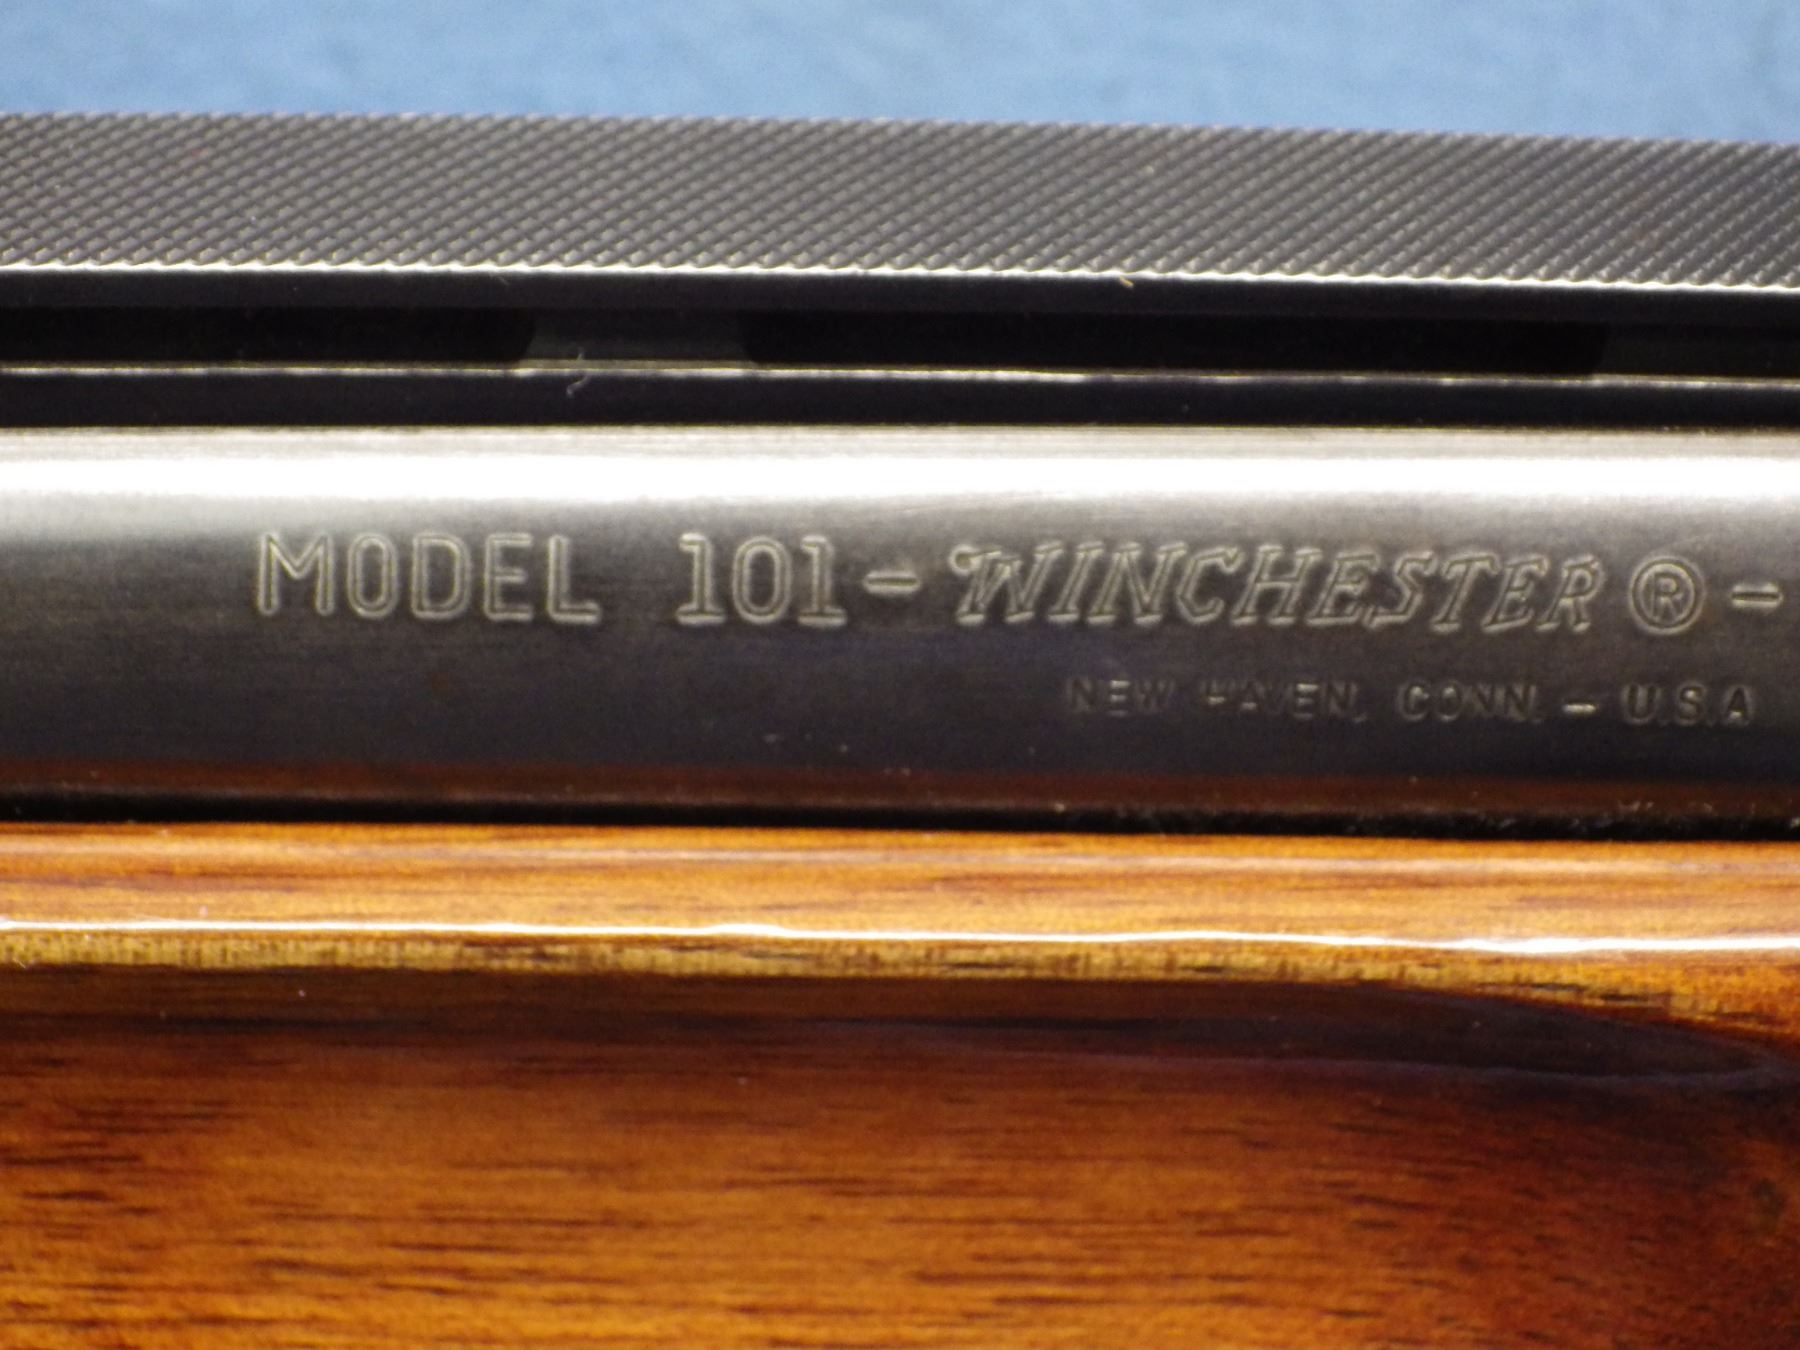 MODEL 101 - WINCHESTER ® -
NEW HAVEN, CONN. - U.S.A